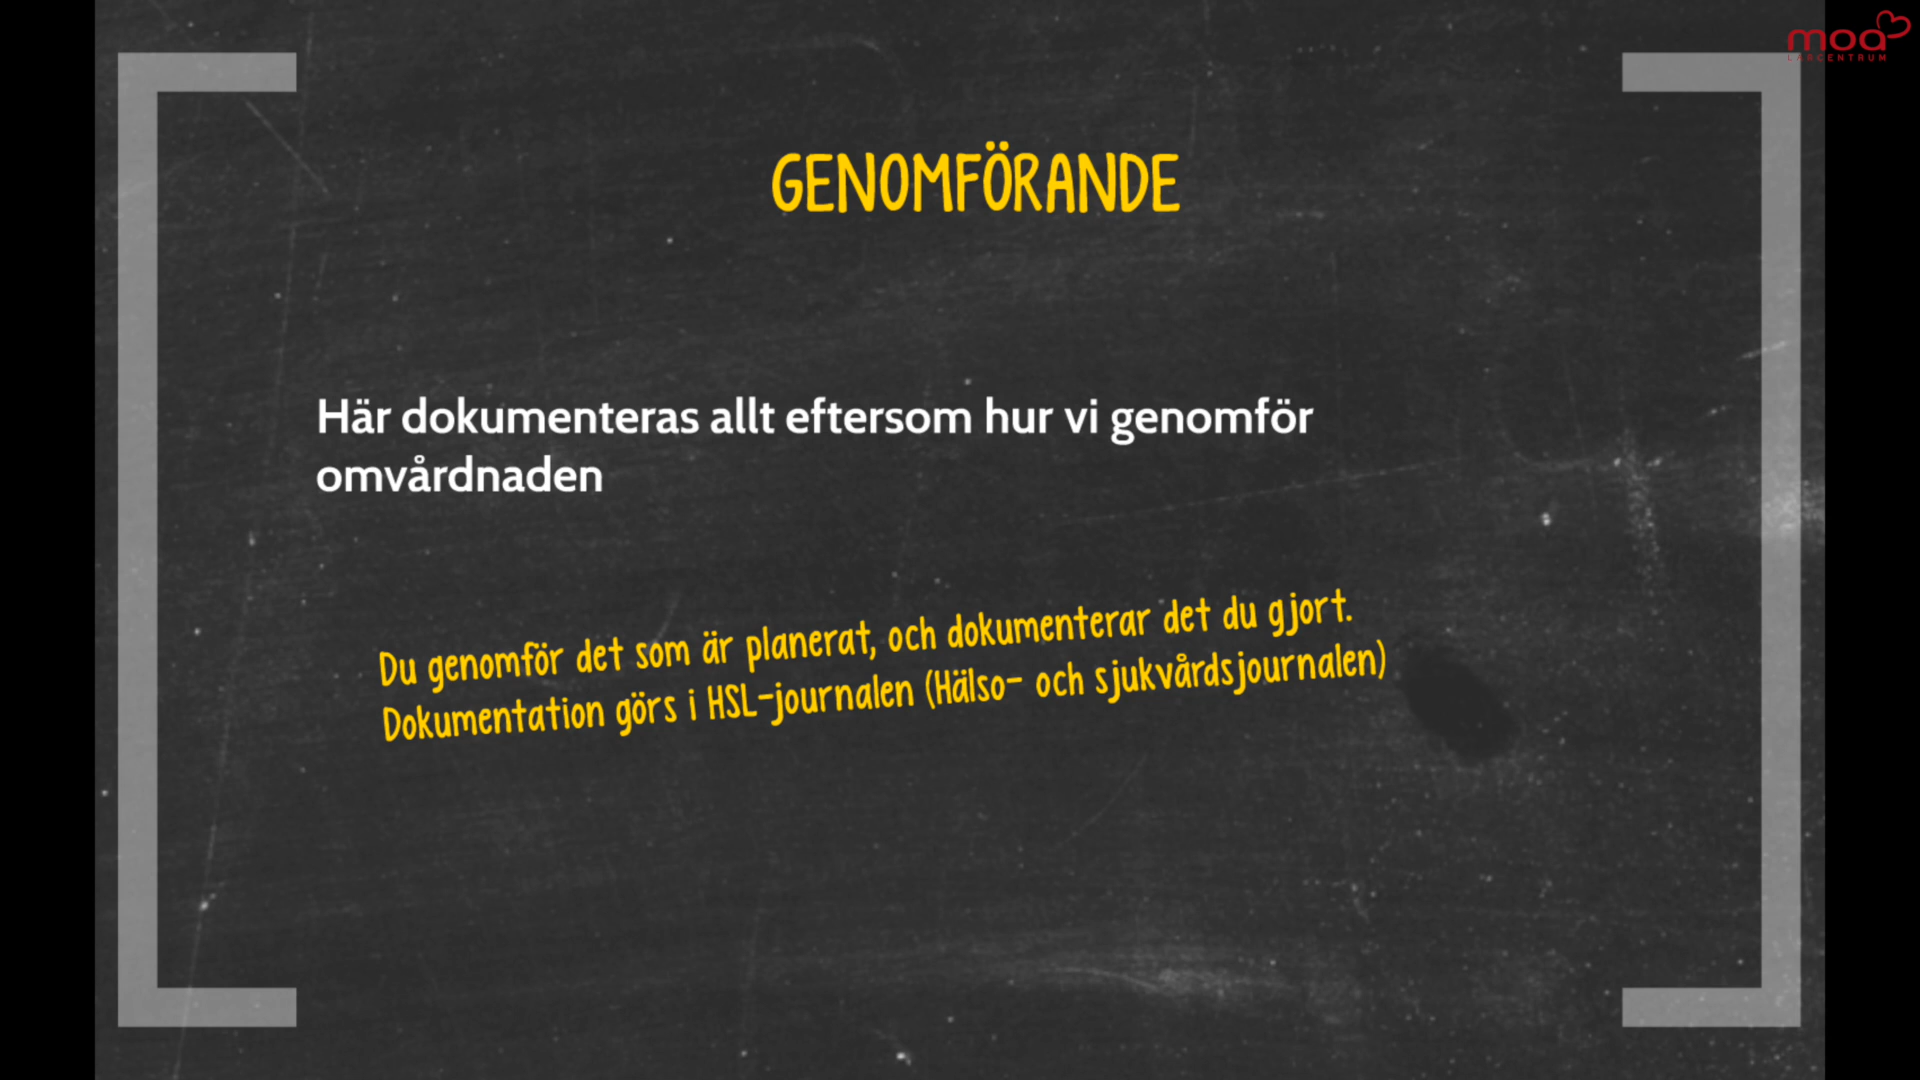 moa
LÄRCENTRUM
GENOMFÖRANDE
Här dokumenteras allt eftersom hur vi genomför
omvårdnaden
Du genomför det som är planerat, och dokumenterar det du gjort.
Dokumentation görs i HSL-journalen (Hälso- och sjukvårdsjournalen)